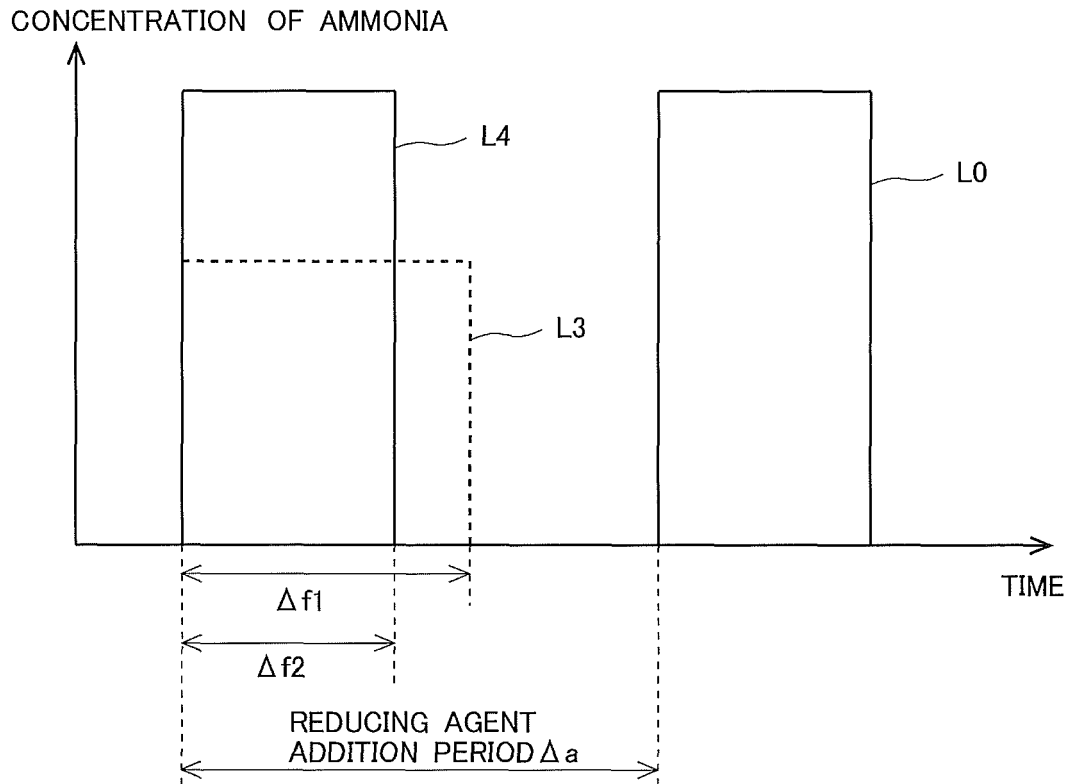 CONCENTRATION OF AMMONIA
L4
L0
L3
TIME
Δf1
Δf2
REDUCING AGENT
ADDITION PERIOD Δa